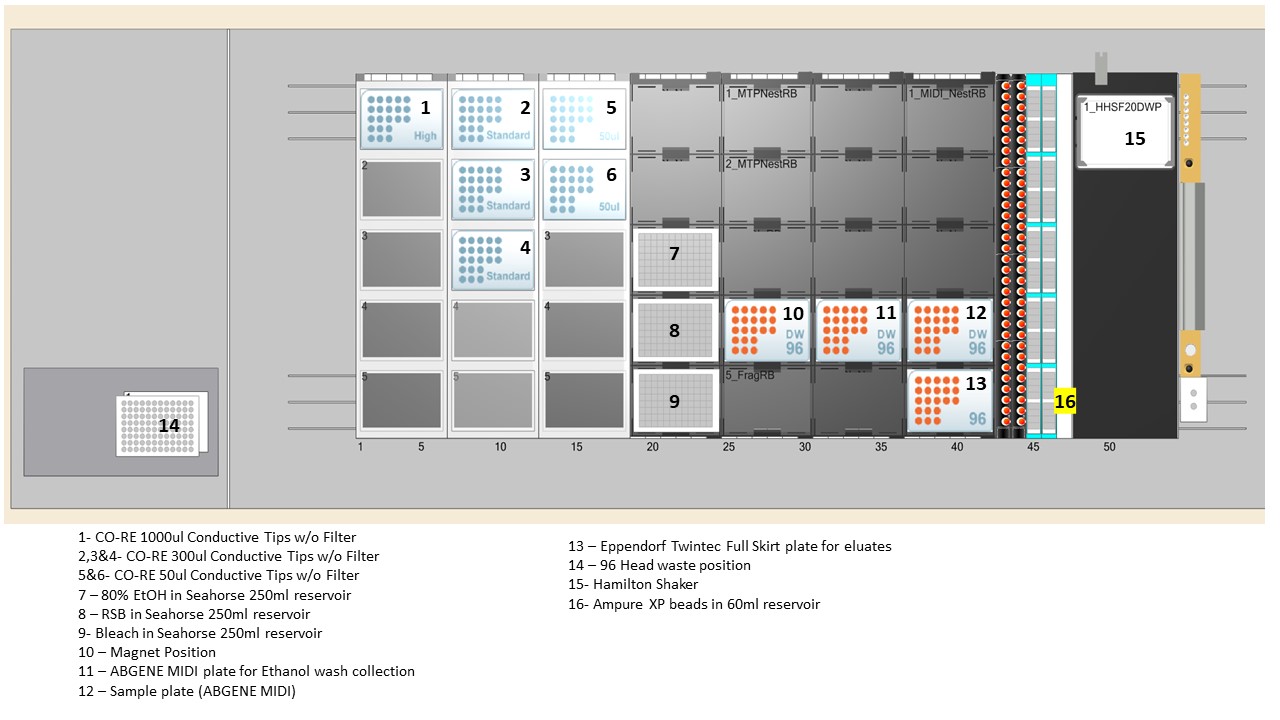 1
High
2
Standard
5
50ul
1_MTPNestRB
1_MIDI_NestRB
1_HHSF20DWP
15
2
3
Standard
6
50ul
2_MTPNestRB
3
4
Standard
3
7
4
4
4
8
10
DW
96
11
DW
96
12
DW
96
5
5
5
9
5_FragRB
13
96
16
14
1 5 10 15 20 25 30 35 40 45 50
1- CO-RE 1000ul Conductive Tips w/o Filter
2,3&4- CO-RE 300ul Conductive Tips w/o Filter
5&6- CO-RE 50ul Conductive Tips w/o Filter
7 – 80% EtOH in Seahorse 250ml reservoir
8 – RSB in Seahorse 250ml reservoir
9- Bleach in Seahorse 250ml reservoir
10 – Magnet Position
11 – ABGENE MIDI plate for Ethanol wash collection
12 – Sample plate (ABGENE MIDI)
13 – Eppendorf Twintec Full Skirt plate for eluates
14 – 96 Head waste position
15- Hamilton Shaker
16- Ampure XP beads in 60ml reservoir